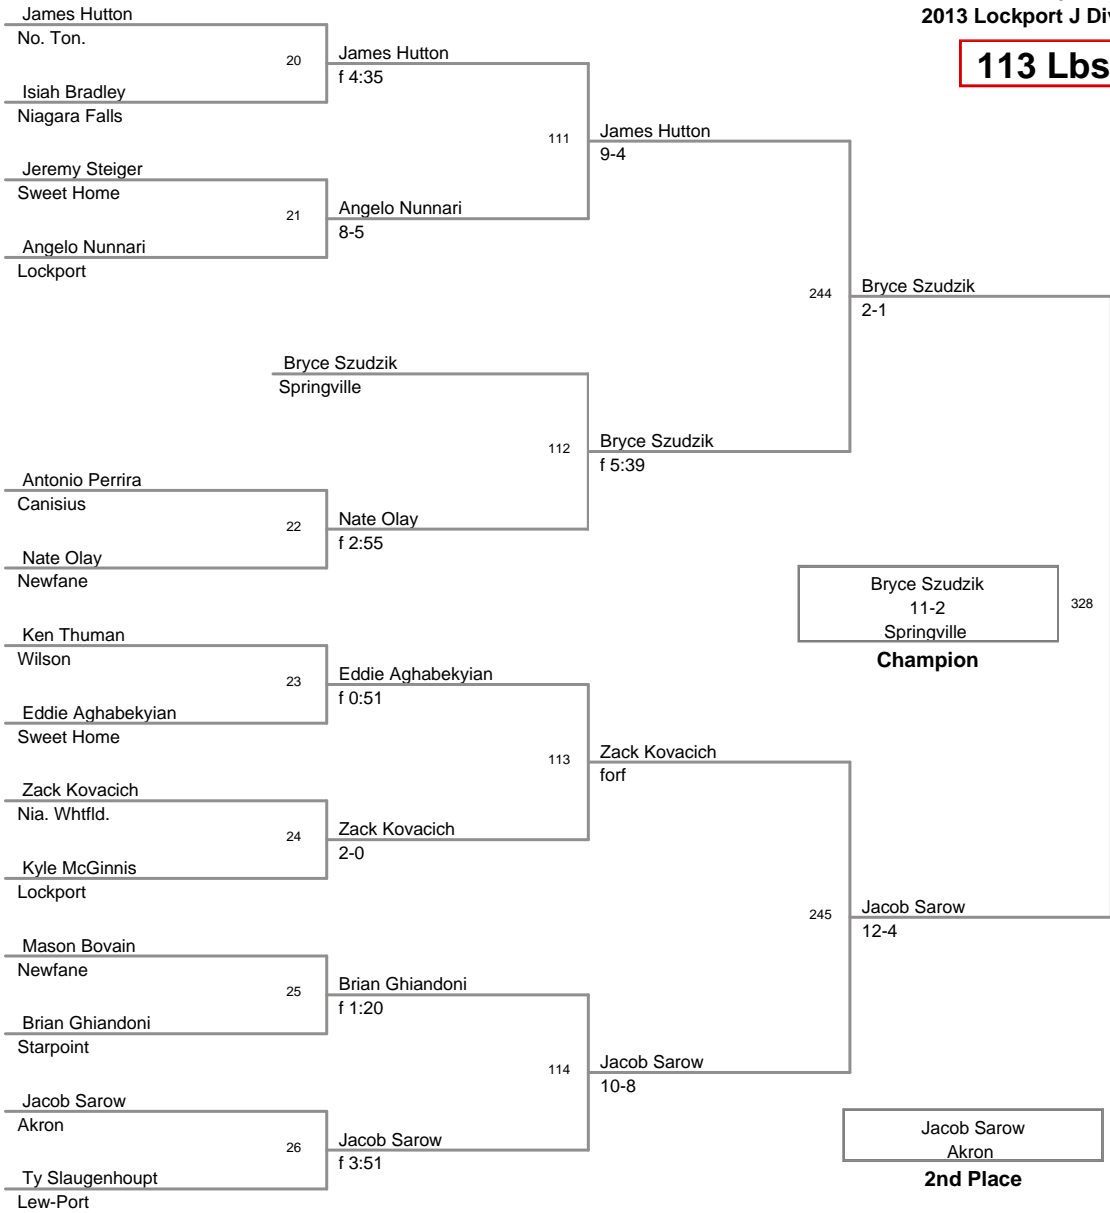 2013 Lockport J Div
113 Lbs
James Hutton
No. Ton.
20
Isiah Bradley
Niagara Falls
James Hutton
f 4:35
Jeremy Steiger
Sweet Home
21
Angelo Nunnari
Lockport
Angelo Nunnari
8-5
111
James Hutton
9-4
Bryce Szudzik
Springville
Antonio Perrira
Canisius
22
Nate Olay
Newfane
Nate Olay
f 2:55
112
Bryce Szudzik
f 5:39
244
Bryce Szudzik
2-1
Ken Thuman
Wilson
23
Eddie Aghabekyian
Sweet Home
Eddie Aghabekyian
f 0:51
Zack Kovacich
Nia. Whtfld.
24
Kyle McGinnis
Lockport
Zack Kovacich
2-0
113
Zack Kovacich
forf
Mason Bovain
Newfane
25
Brian Ghiandoni
Starpoint
Brian Ghiandoni
f 1:20
Jacob Sarow
Akron
26
Ty Slaugenhoupt
Lew-Port
Jacob Sarow
f 3:51
114
Jacob Sarow
10-8
245
Jacob Sarow
12-4
Bryce Szudzik
11-2
Springville
328
Champion
Jacob Sarow
Akron
2nd Place